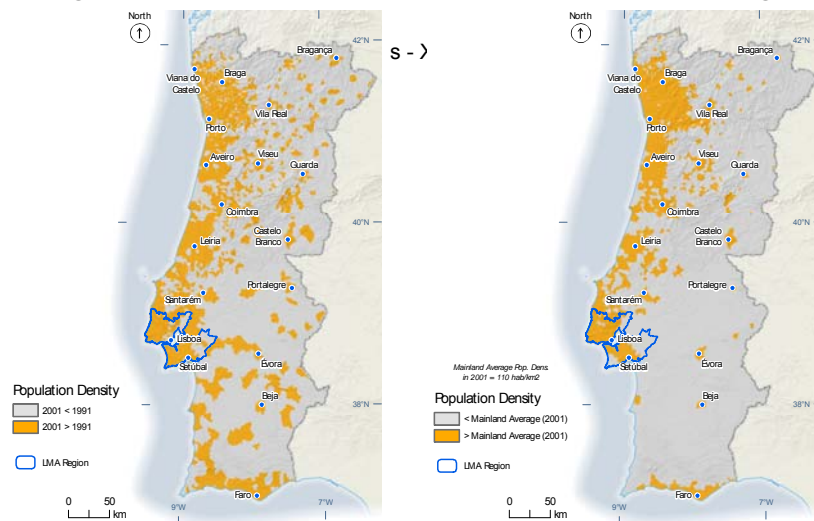 North
42°N
Bragança
Viana do
Castelo
Braga
Vila Real
Porto
Aveiro
Viseu
Guarda
Coimbra
40°N
Castelo
Branco
Leiria
Portalegre
Santarém
Lisboa
Setúbal
Évora
Population Density
2001 < 1991
2001 > 1991
Beja
38°N
LMA Region
Faro
0 50
km
9°W
7°W
s -
North
42°N
Bragança
Viana do
Castelo
Braga
Vila Real
Porto
Aveiro
Viseu
Guarda
Coimbra
40°N
Castelo
Branco
Leiria
Portalegre
Santarém
Lisboa
Setúbal
Évora
Mainland Average Pop. Dens.
in 2001 = 110 hab/km2
Population Density
< Mainland Average (2001)
> Mainland Average (2001)
Beja
38°N
LMA Region
Faro
0 50
km
9°W
7°W